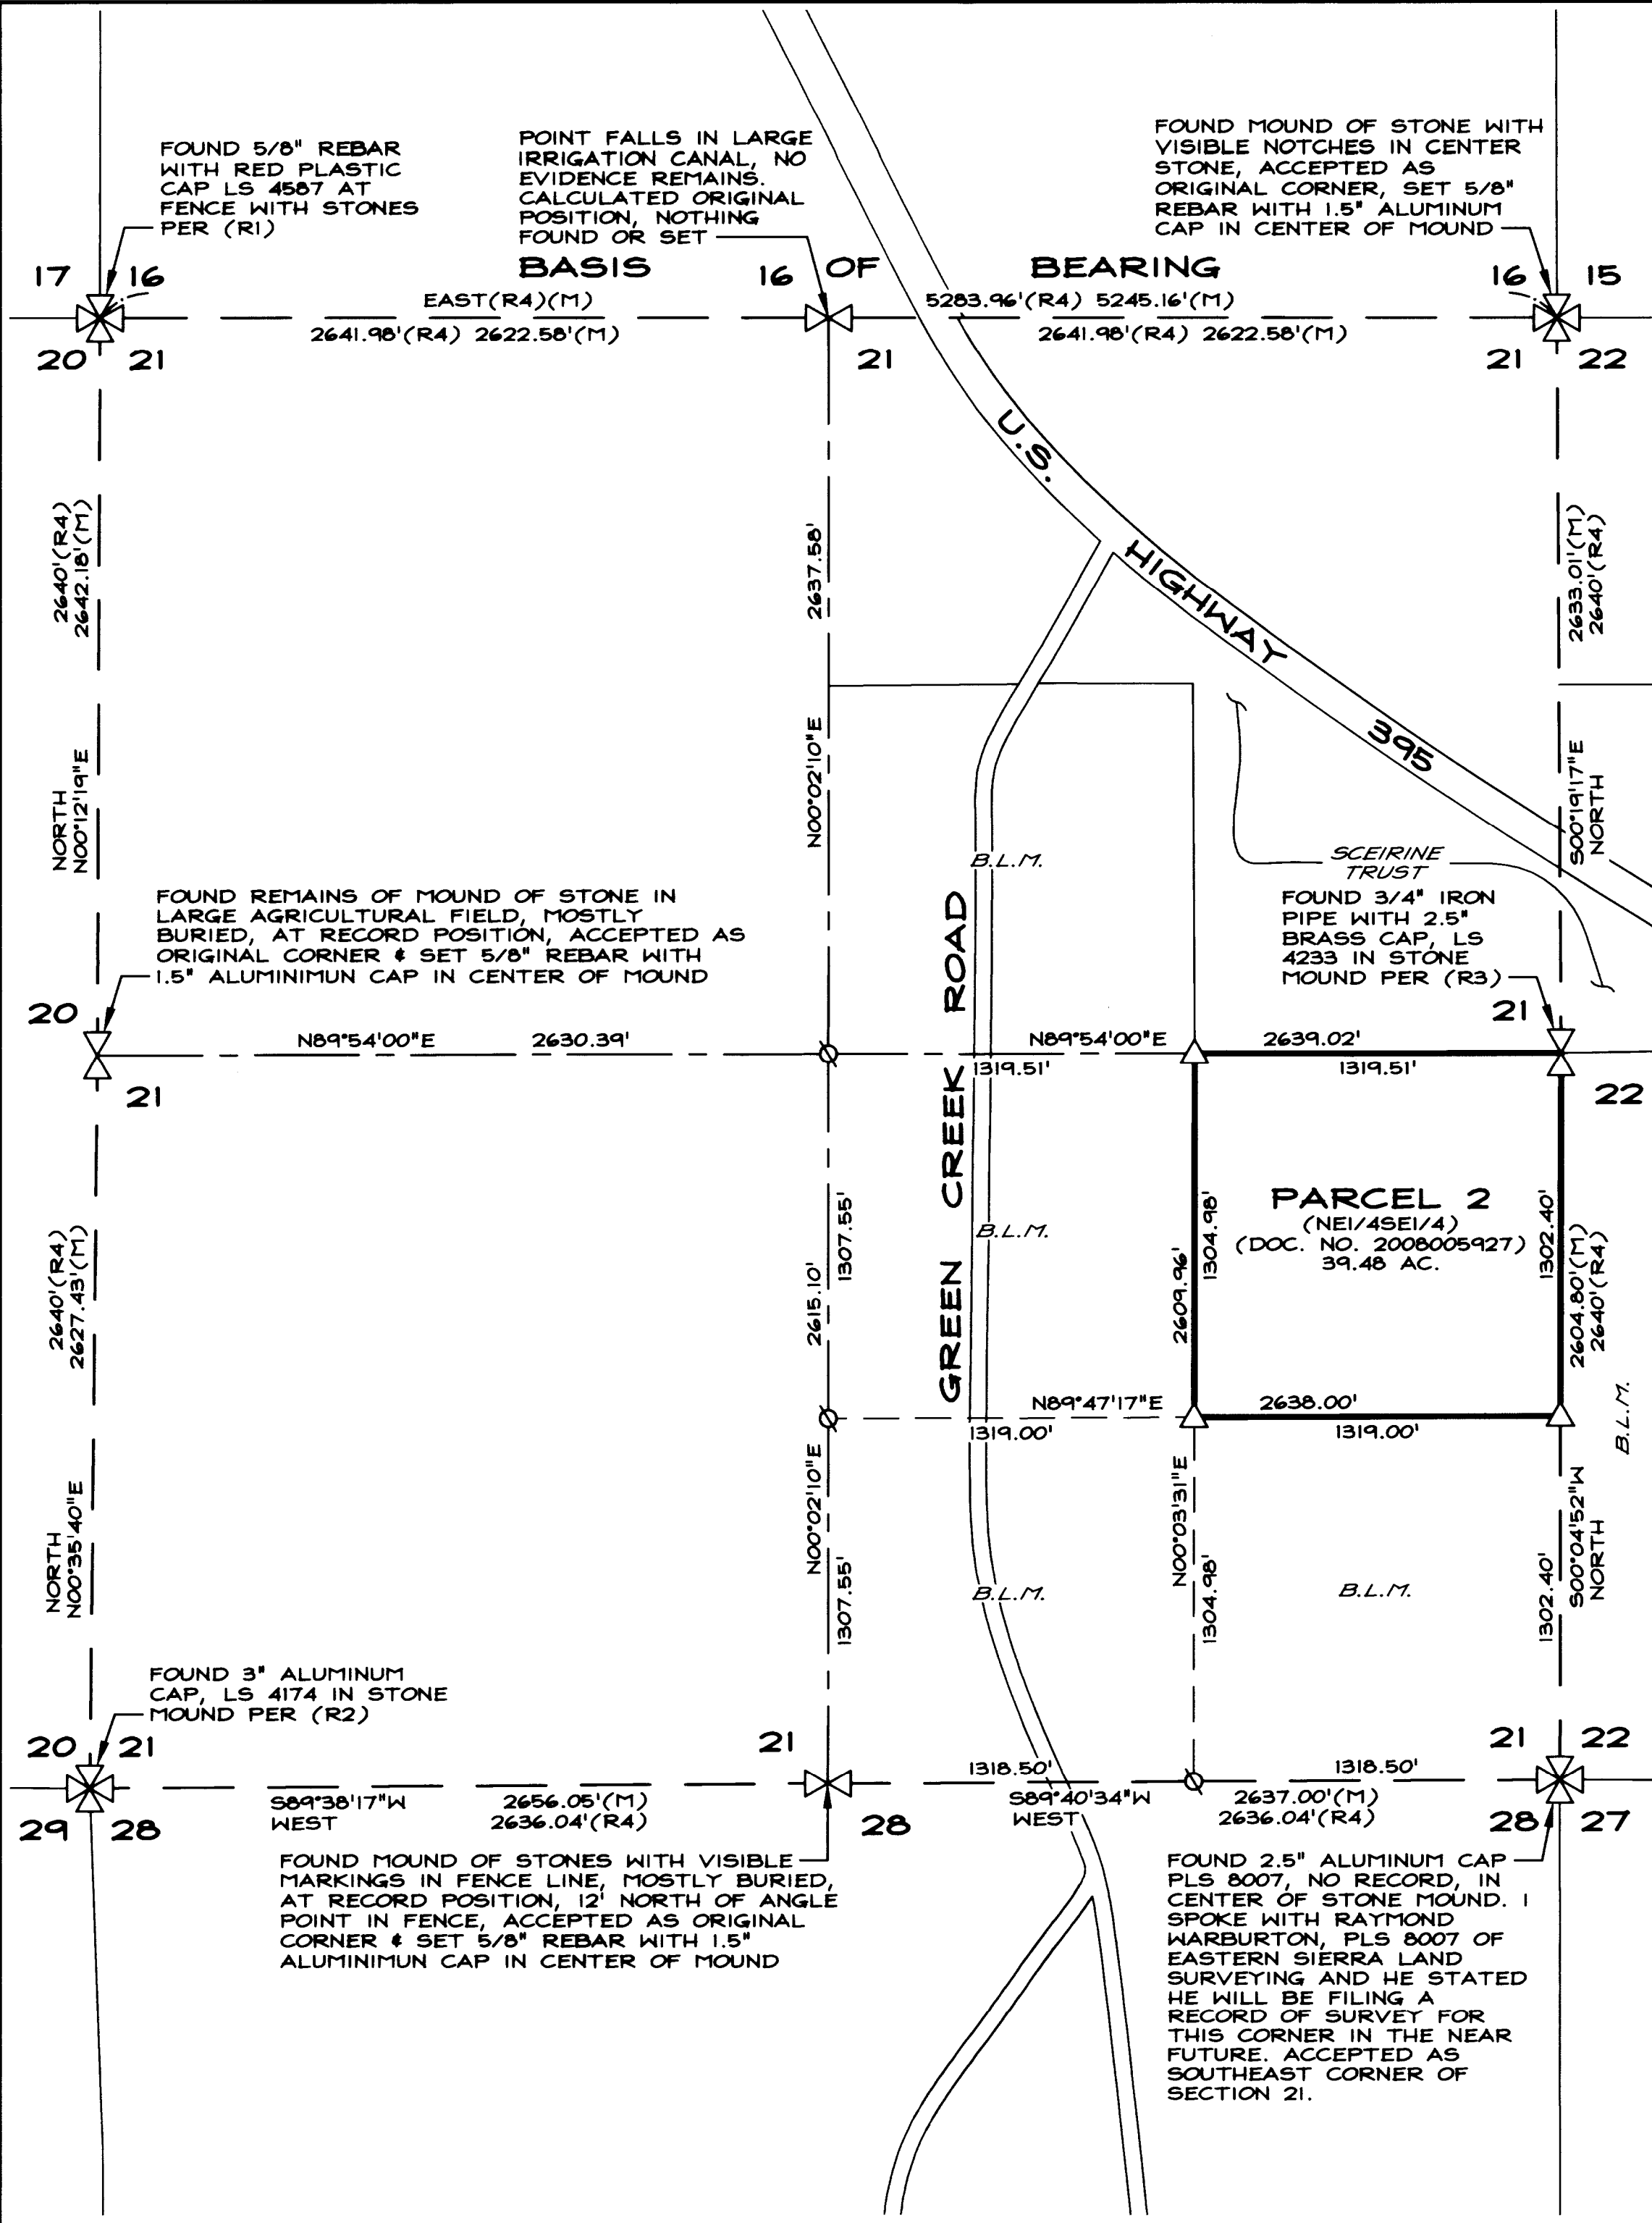 FOUND 5/8" REBAR
WITH RED PLASTIC
CAP LS 4587 AT
FENCE WITH STONES
PER (R1)
POINT FALLS IN LARGE
IRRIGATION CANAL, NO
EVIDENCE REMAINS.
CALCULATED ORIGINAL
POSITION, NOTHING
FOUND OR SET
FOUND MOUND OF STONE WITH
VISIBLE NOTCHES IN CENTER
STONE, ACCEPTED AS
ORIGINAL CORNER, SET 5/8"
REBAR WITH 1.5" ALUMINUM
CAP IN CENTER OF MOUND
BASIS OF BEARING
17 16
16
16 15
EAST(R4)(M)
5283.96'(R4) 5245.16'(M)
2641.98'(R4) 2622.58'(M)
2641.98'(R4) 2622.58'(M)
20 21
21
21 22
U.S. HIGHWAY 395
2640'(R4)
2642.18'(M)
2637.58'
2633.01'(M)
2640'(R4)
NORTH
N00°12'19"E
N00°02'10"E
S00°19'17"E
NORTH
B.L.M.
SCEIRINE
TRUST
FOUND REMAINS OF MOUND OF STONE IN
LARGE AGRICULTURAL FIELD, MOSTLY
BURIED, AT RECORD POSITION, ACCEPTED AS
ORIGINAL CORNER & SET 5/8" REBAR WITH
1.5" ALUMINIMUN CAP IN CENTER OF MOUND
FOUND 3/4" IRON
PIPE WITH 2.5"
BRASS CAP, LS
4233 IN STONE
MOUND PER (R3)
20
21
N89°54'00"E 2630.39'
N89°54'00"E 2639.02'
1319.51'
1319.51'
21
22
GREEN CREEK ROAD
PARCEL 2
(NE1/4SE1/4)
(DOC. NO. 2008005927)
39.48 AC.
2640'(R4)
2627.43'(M)
2615.10'
1307.55'
B.L.M.
2609.96'
1304.98'
1302.40'
2604.80'(M)
2640'(R4)
B.L.M.
N89°47'17"E 2638.00'
1319.00'
1319.00'
NORTH
N00°35'40"E
N00°02'10"E
1307.55'
B.L.M.
N00°03'31"E
1304.98'
B.L.M.
1302.40'
S00°04'52"W
NORTH
FOUND 3" ALUMINUM
CAP, LS 4174 IN STONE
MOUND PER (R2)
20 21
21
21 22
1318.50'
1318.50'
S89°38'17"W 2656.05'(M)
WEST 2636.04'(R4)
S89°40'34"W 2637.00'(M)
WEST 2636.04'(R4)
29 28
28
28 27
FOUND MOUND OF STONES WITH VISIBLE
MARKINGS IN FENCE LINE, MOSTLY BURIED,
AT RECORD POSITION, 12' NORTH OF ANGLE
POINT IN FENCE, ACCEPTED AS ORIGINAL
CORNER & SET 5/8" REBAR WITH 1.5"
ALUMINIMUN CAP IN CENTER OF MOUND
FOUND 2.5" ALUMINUM CAP
PLS 8007, NO RECORD, IN
CENTER OF STONE MOUND. I
SPOKE WITH RAYMOND
WARBURTON, PLS 8007 OF
EASTERN SIERRA LAND
SURVEYING AND HE STATED
HE WILL BE FILING A
RECORD OF SURVEY FOR
THIS CORNER IN THE NEAR
FUTURE. ACCEPTED AS
SOUTHEAST CORNER OF
SECTION 21.